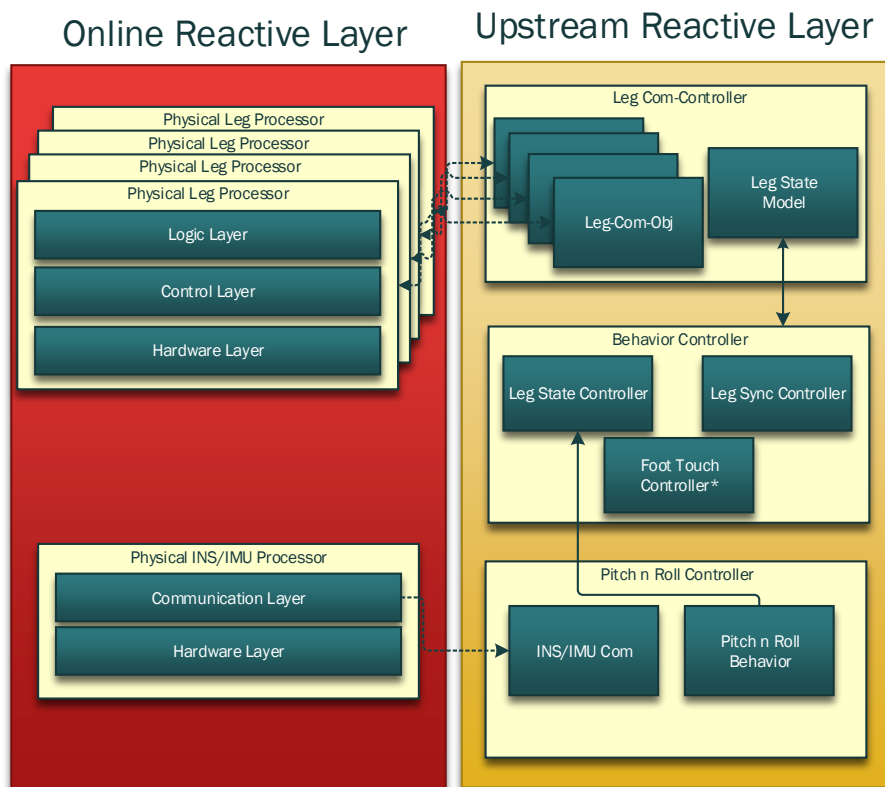 Online Reactive Layer
Physical Leg Processor
Physical Leg Processor
Physical Leg Processor
Physical Leg Processor
Logic Layer
Control Layer
Hardware Layer
Physical INS/IMU Processor
Communication Layer
Hardware Layer
Upstream Reactive Layer
Leg Com-Controller
Leg-Com-Obj
Leg State
Model
Behavior Controller
Leg State Controller
Leg Sync Controller
Foot Touch
Controller*
Pitch n Roll Controller
INS/IMU Com
Pitch n Roll
Behavior